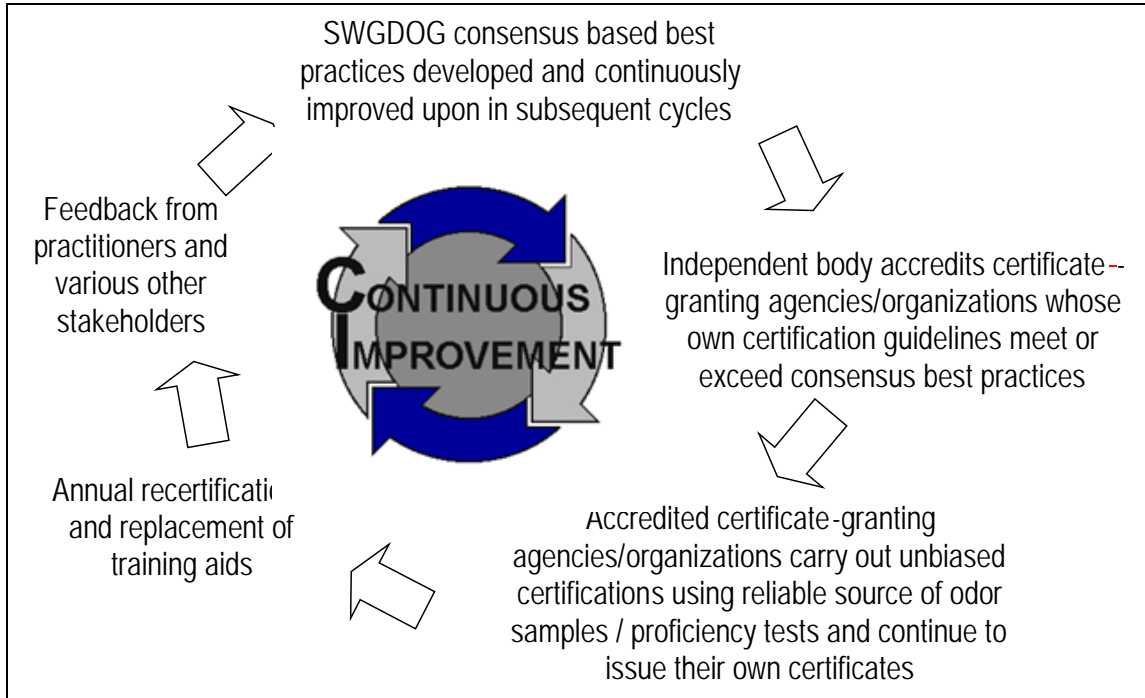 SWGDOG consensus based best
practices developed and continuously
improved upon in subsequent cycles
Independent body accredits certificate--
granting agencies/organizations whose
own certification guidelines meet or
exceed consensus best practices
Accredited certificate-granting
agencies/organizations carry out unbiased
certifications using reliable source of odor
samples / proficiency tests and continue to
issue their own certificates
Annual recertificati
and replacement of
training aids
Feedback from
practitioners and
various other
stakeholders
CONTINUOUS
IMPROVEMENT